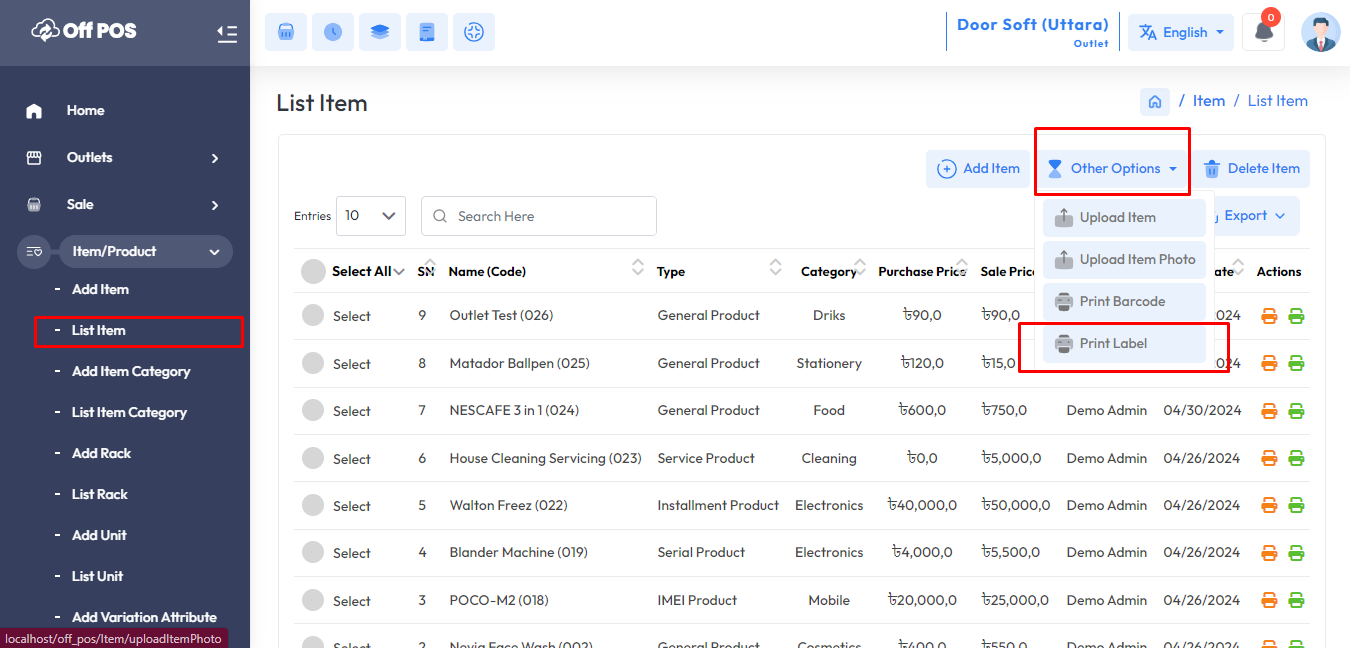 Off POS
Door Soft (Uttara)
Outlet
English
0
Home
Outlets
Sale
Item/Product
Add Item
List Item
Add Item Category
List Item Category
Add Rack
List Rack
Add Unit
List Unit
Add Variation Attribute
localhost/off_pos/Item/uploadItemPhoto
List Item
/ Item / List Item
Add Item
Other Options
Delete Item
Upload Item
Upload Item Photo
Print Barcode
Print Label
Entries 10
Search Here
Export
Select All SN Name (Code) Type Category Purchase Price Sale Price Actions
Select 9 Outlet Test (026) General Product Driks ৳90,0 ৳90,0
Select 8 Matador Ballpen (025) General Product Stationery ৳120,0 ৳15,0
Select 7 NESCAFE 3 in 1 (024) General Product Food ৳600,0 ৳750,0 Demo Admin 04/30/2024
Select 6 House Cleaning Servicing (023) Service Product Cleaning ৳0,0 ৳5,000,0 Demo Admin 04/26/2024
Select 5 Walton Freez (022) Installment Product Electronics ৳40,000,0 ৳50,000,0 Demo Admin 04/26/2024
Select 4 Blander Machine (019) Serial Product Electronics ৳4,000,0 ৳5,500,0 Demo Admin 04/26/2024
Select 3 POCO-M2 (018) IMEI Product Mobile ৳20,000,0 ৳25,000,0 Demo Admin 04/26/2024
Select 2 Nevia Face Wash (002) General Product Cosmetics ৳400,0 ৳550,0 Demo Admin 04/26/2024